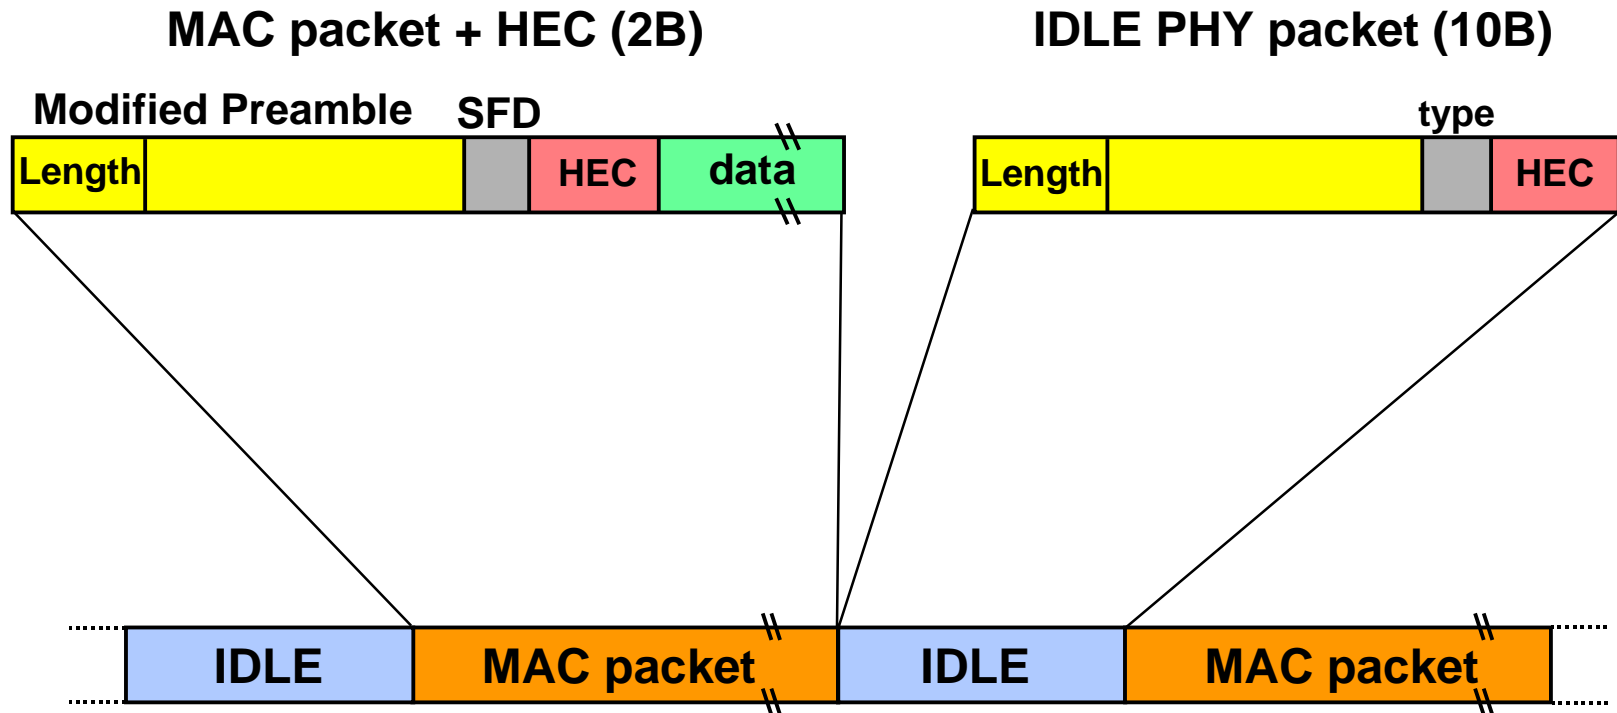 MAC packet + HEC (2B)
IDLE PHY packet (10B)
Modified Preamble SFD
type
Length HEC data
Length HEC
IDLE MAC packet IDLE MAC packet